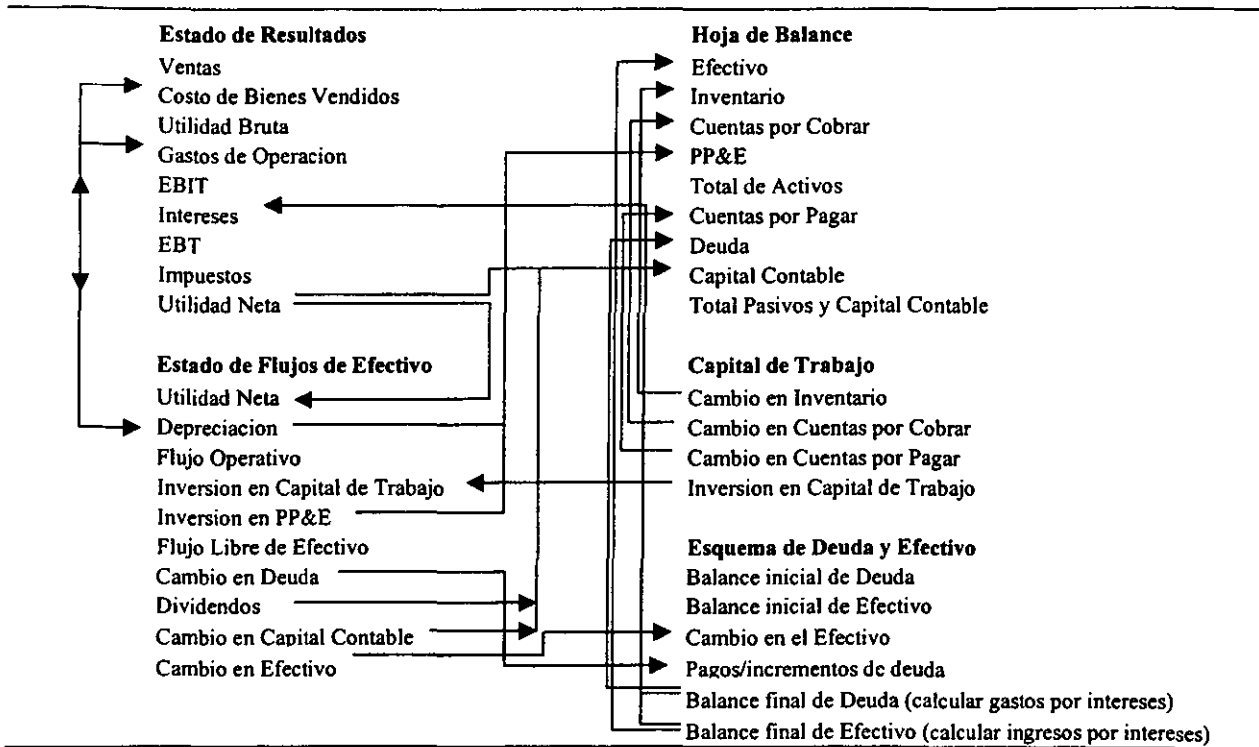 Estado de Resultados
Ventas
Costo de Bienes Vendidos
Utilidad Bruta
Gastos de Operacion
EBIT
Intereses
EBT
Impuestos
Utilidad Neta
Estado de Flujos de Efectivo
Utilidad Neta
Depreciacion
Flujo Operativo
Inversion en Capital de Trabajo
Inversion en PP&E
Flujo Libre de Efectivo
Cambio en Deuda
Dividendos
Cambio en Capital Contable
Cambio en Efectivo
Hoja de Balance
Efectivo
Inventario
Cuentas por Cobrar
PP&E
Total de Activos
Cuentas por Pagar
Deuda
Capital Contable
Total Pasivos y Capital Contable
Capital de Trabajo
Cambio en Inventario
Cambio en Cuentas por Cobrar
Cambio en Cuentas por Pagar
Inversion en Capital de Trabajo
Esquema de Deuda y Efectivo
Balance inicial de Deuda
Balance inicial de Efectivo
Cambio en el Efectivo
Pagos/incrementos de deuda
Balance final de Deuda (calcular gastos por intereses)
Balance final de Efectivo (calcular ingresos por intereses)